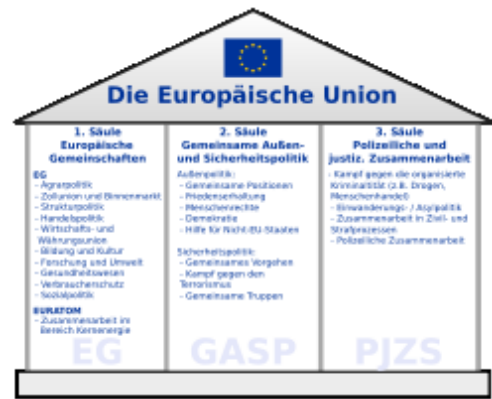 Die Europäische Union
1. Säule
Europäische
Gemeinschaften
EG
- Agrarpolitik
- Zollunion und Binnenmarkt
- Strukturpolitik
- Handelspolitik
- Wirtschafts- und
Währungsunion
- Bildung und Kultur
- Forschung und Umwelt
- Gesundheitswesen
- Verbraucherschutz
- Sozialpolitik
EURATOM
- Zusammenarbeit im
Bereich Kernenergie
EG
2. Säule
Gemeinsame Außen-
und Sicherheitspolitik
Außenpolitik:
- Gemeinsame Positionen
- Friedenserhaltung
- Menschenrechte
- Demokratie
- Hilfe für Nicht-EU-Staaten
Sicherheitspolitik:
- Gemeinsames Vorgehen
- Kampf gegen den
Terrorismus
- Gemeinsame Truppen
GASP
3. Säule
Polizeiliche und
justiz. Zusammenarbeit
- Kampf gegen die organisierte
Kriminalität (z.B. Drogen,
Menschenhandel)
- Einwanderungs- / Asylpolitik
- Zusammenarbeit in Zivil- und
Strafprozessen
- Polizeiliche Zusammenarbeit
PJZS